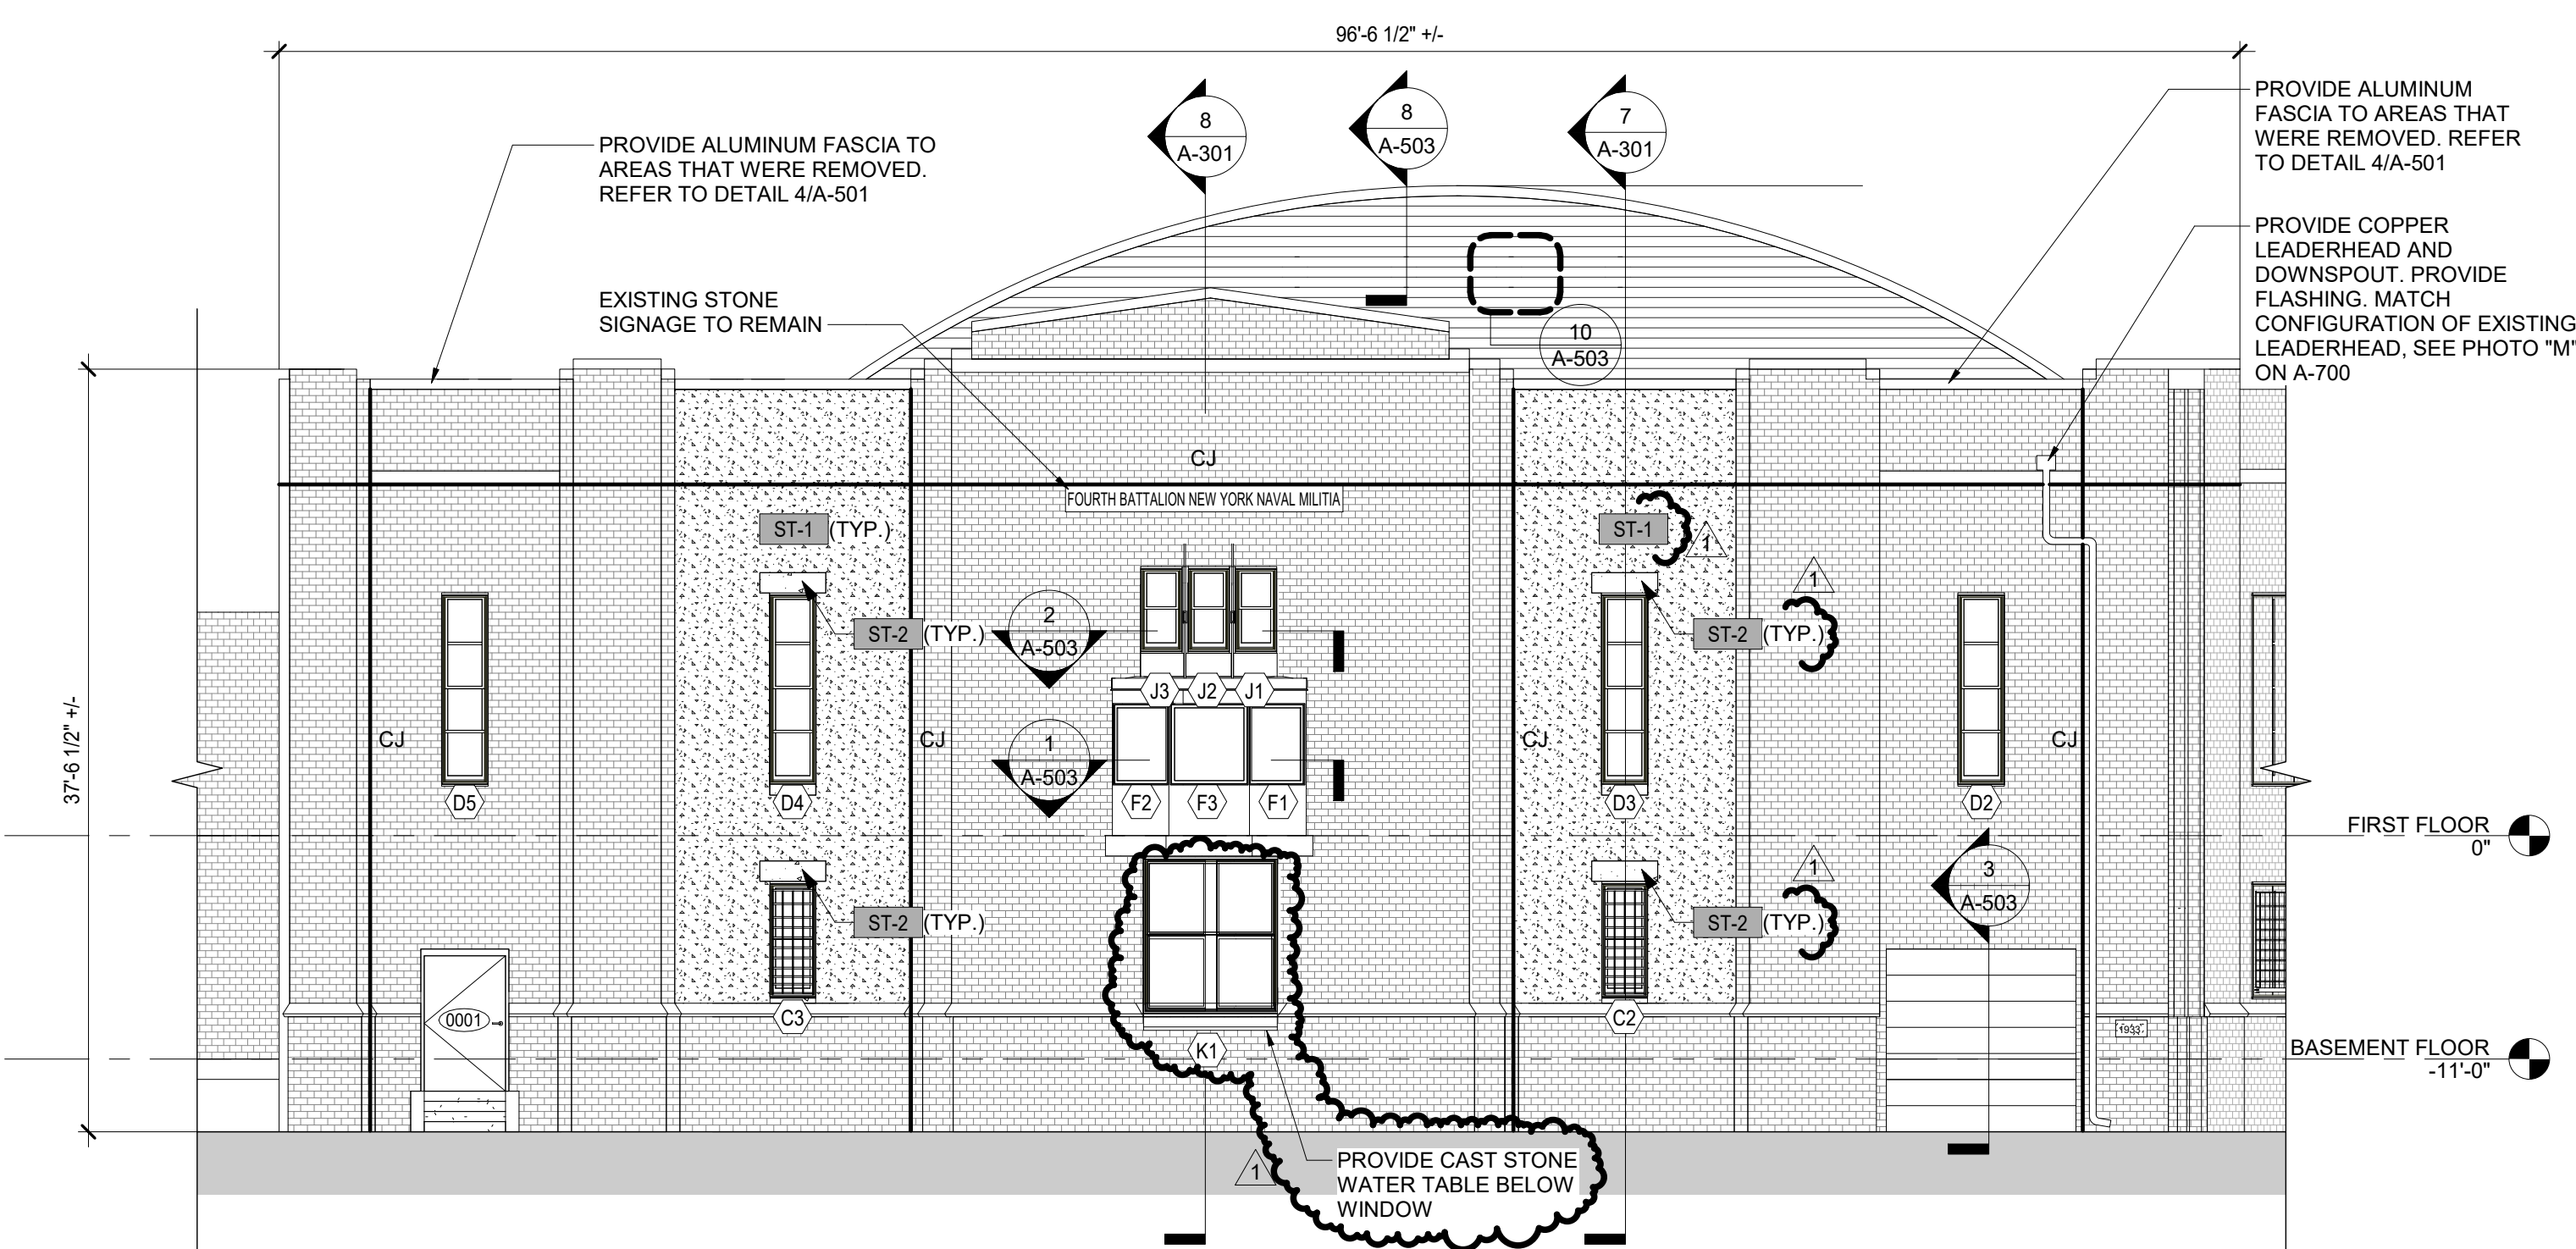 96'-6 1/2" +/-
PROVIDE ALUMINUM FASCIA TO
AREAS THAT WERE REMOVED.
REFER TO DETAIL 4/A-501
8
A-301
8
A-503
7
A-301
PROVIDE ALUMINUM
FASCIA TO AREAS THAT
WERE REMOVED. REFER
TO DETAIL 4/A-501
PROVIDE COPPER
LEADERHEAD AND
DOWNSPOUT. PROVIDE
FLASHING. MATCH
CONFIGURATION OF EXISTING
LEADERHEAD, SEE PHOTO "M"
ON A-700
EXISTING STONE
SIGNAGE TO REMAIN
10
A-503
CJ
FOURTH BATTALION NEW YORK NAVAL MILITIA
ST-1 (TYP.)
ST-1
1
1
2
A-503
ST-2 (TYP.)
ST-2 (TYP.)
J3 J2 J1
37'-6 1/2" +/-
CJ
CJ
CJ
CJ
1
A-503
D5
D4
F2 F3 F1
D3
D2
FIRST FLOOR
0"
1
3
A-503
ST-2 (TYP.)
ST-2 (TYP.)
0001
C3
C2
1933
K1
BASEMENT FLOOR
-11'-0"
1
PROVIDE CAST STONE
WATER TABLE BELOW
WINDOW